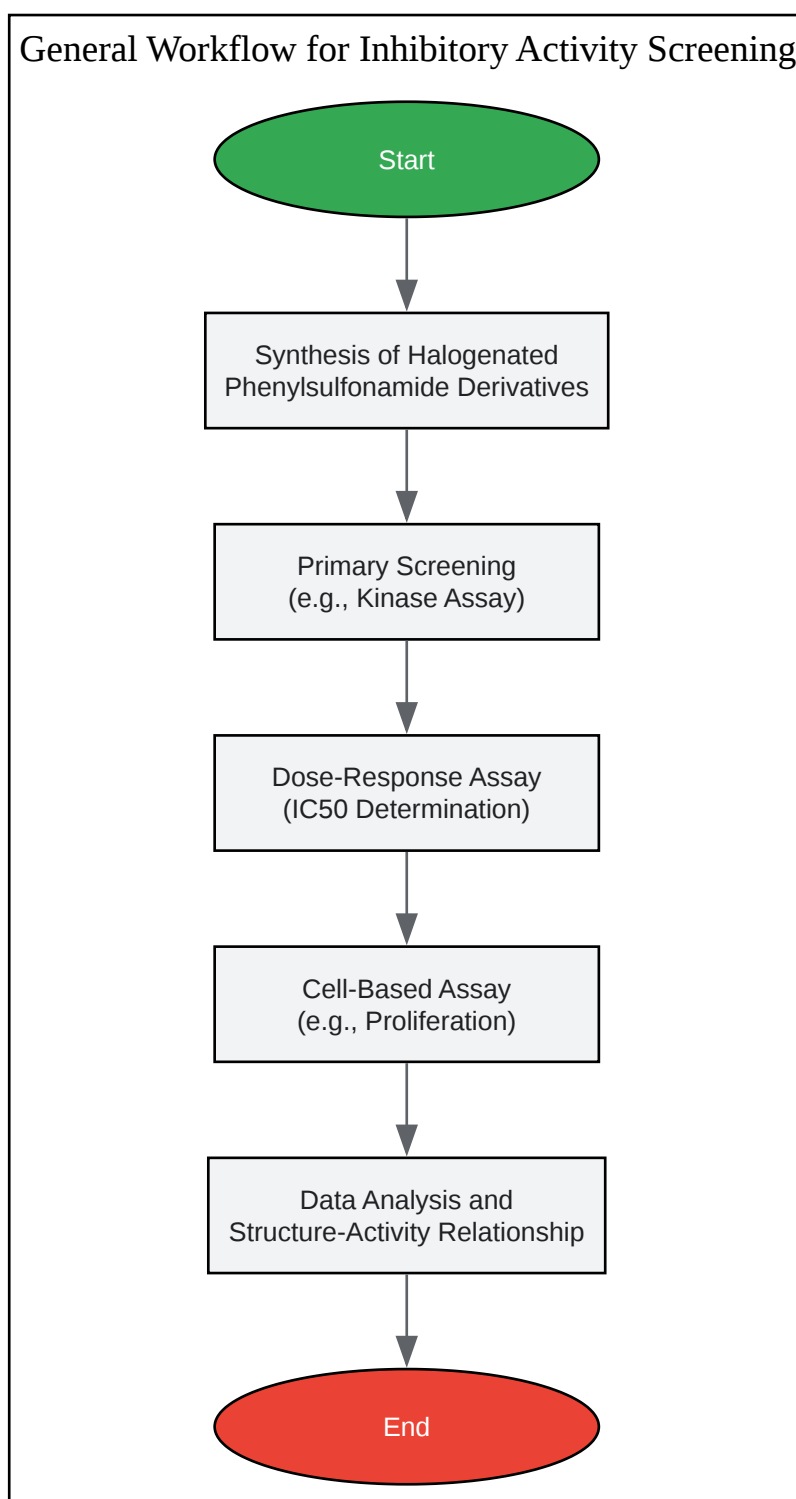 General Workflow for Inhibitory Activity Screening
Start
Synthesis of Halogenated
Phenylsulfonamide Derivatives
Primary Screening
(e.g., Kinase Assay)
Dose-Response Assay
(IC50 Determination)
Cell-Based Assay
(e.g., Proliferation)
Data Analysis and
Structure-Activity Relationship
End